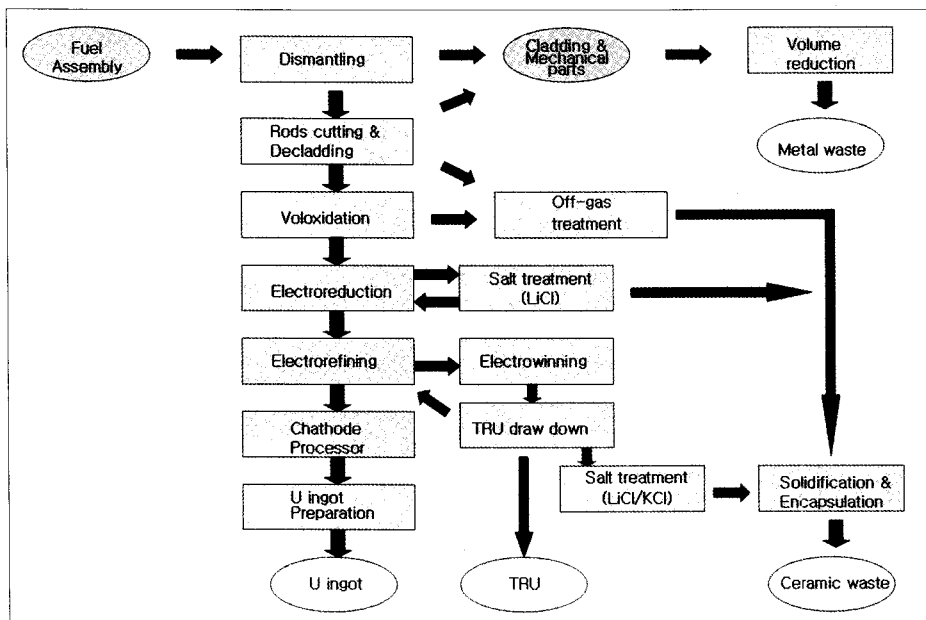 Fuel
Assembly
Dismantling
Cladding &
Mechanical
parts
Volume
reduction
Rods cutting &
Decladding
Metal waste
Voloxidation
Off-gas
treatment
Electroreduction
Salt treatment
(LiCl)
Electrorefining
Electrowinning
Chathode
Processor
TRU draw down
Salt treatment
(LiCl/KCl)
Solidification &
Encapsulation
U ingot
Preparation
U ingot
TRU
Ceramic waste